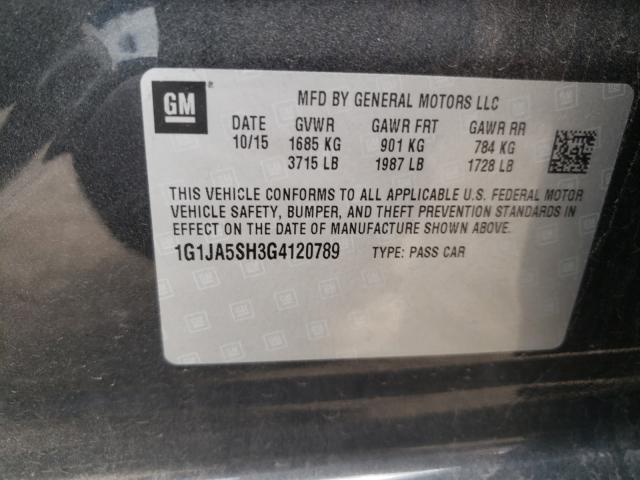 GM
MFD BY GENERAL MOTORS LLC
DATE GVWR GAWR FRT GAWR RR
10/15 1685 KG 901 KG 784 KG
3715 LB 1987 LB 1728 LB
THIS VEHICLE CONFORMS TO ALL APPLICABLE U.S. FEDERAL MOTOR
VEHICLE SAFETY, BUMPER, AND THEFT PREVENTION STANDARDS IN
EFFECT ON THE DATE OF MANUFACTURE SHOWN ABOVE.
1G1JA5SH3G4120789 TYPE: PASS CAR